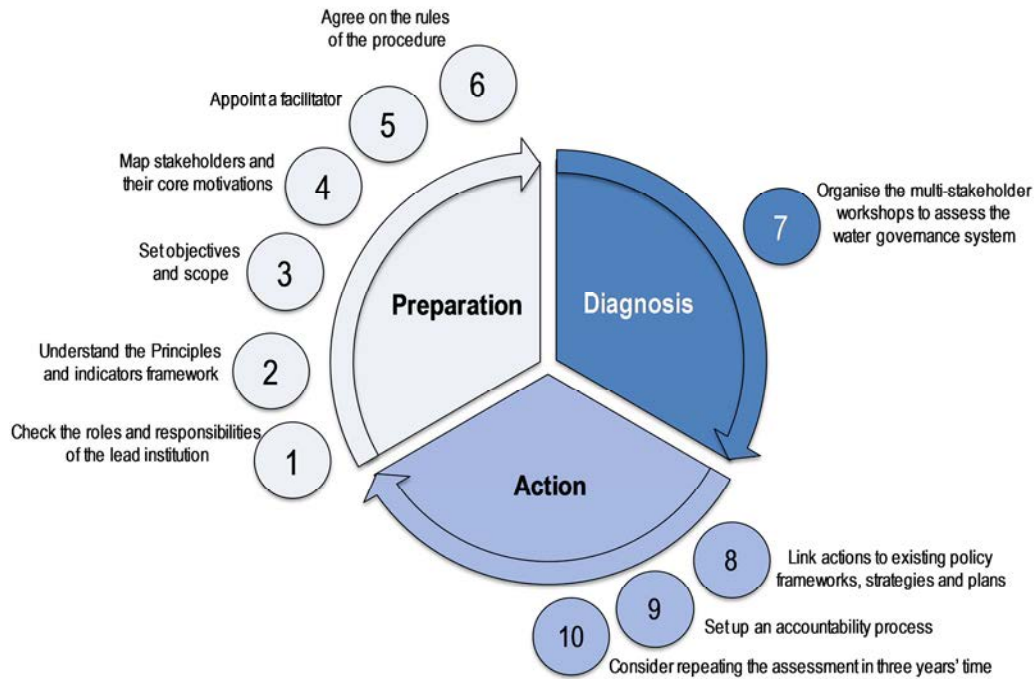 Agree on the rules
of the procedure
6
Appoint a facilitator
5
Map stakeholders and
their core motivations
4
Set objectives
and scope
3
Understand the Principles
and indicators framework
2
Check the roles and responsibilities
of the lead institution
1
Preparation
Diagnosis
7
Organise the multi-stakeholder
workshops to assess the
water governance system
Action
8
Link actions to existing policy
frameworks, strategies and plans
9
Set up an accountability process
10
Consider repeating the assessment in three years' time